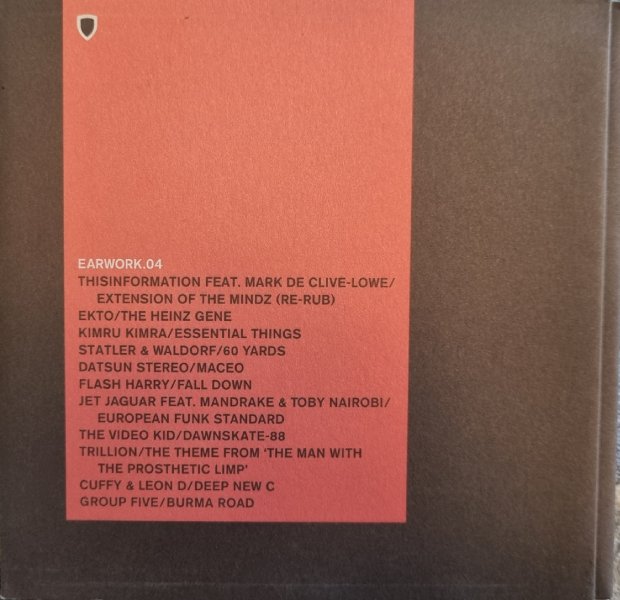 EARWORK.04
THISINFORMATION FEAT. MARK DE CLIVE-LOWE/
EXTENSION OF THE MINDZ (RE-RUB)
EKTO/THE HEINZ GENE
KIMRU KIMRA/ESSENTIAL THINGS
STATLER & WALDORF/60 YARDS
DATSUN STEREO/MACEO
FLASH HARRY/FALL DOWN
JET JAGUAR FEAT. MANDRAKE & TOBY NAIROBI/
EUROPEAN FUNK STANDARD
THE VIDEO KID/DAWNSKATE-88
TRILLION/THE THEME FROM ‘THE MAN WITH
THE PROSTHETIC LIMP’
CUFFY & LEON D/DEEP NEW C
GROUP FIVE/BURMA ROAD